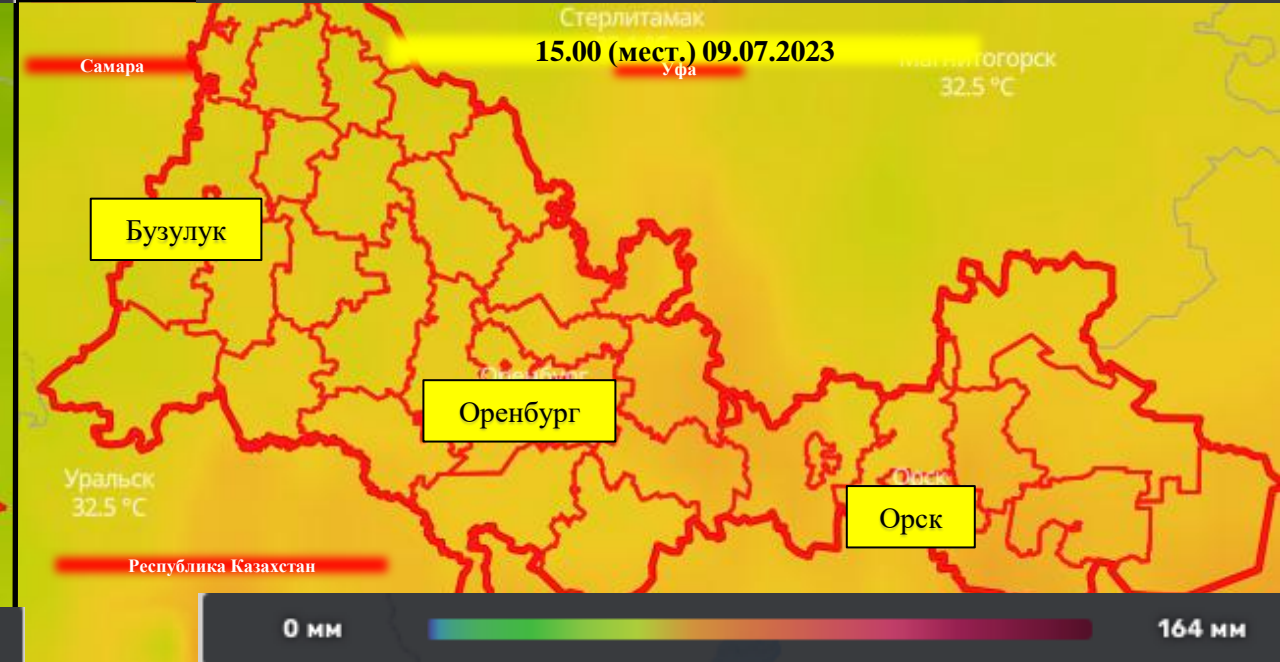 Стерлитамак
15.00 (мест.) 09.07.2023
Самара
Уфа
Магнитогорск
32.5 °C
Бузулук
Оренбург
Оренбург
Уральск
32.5 °C
Орск
Орск
Республика Казахстан
0 мм
164 мм